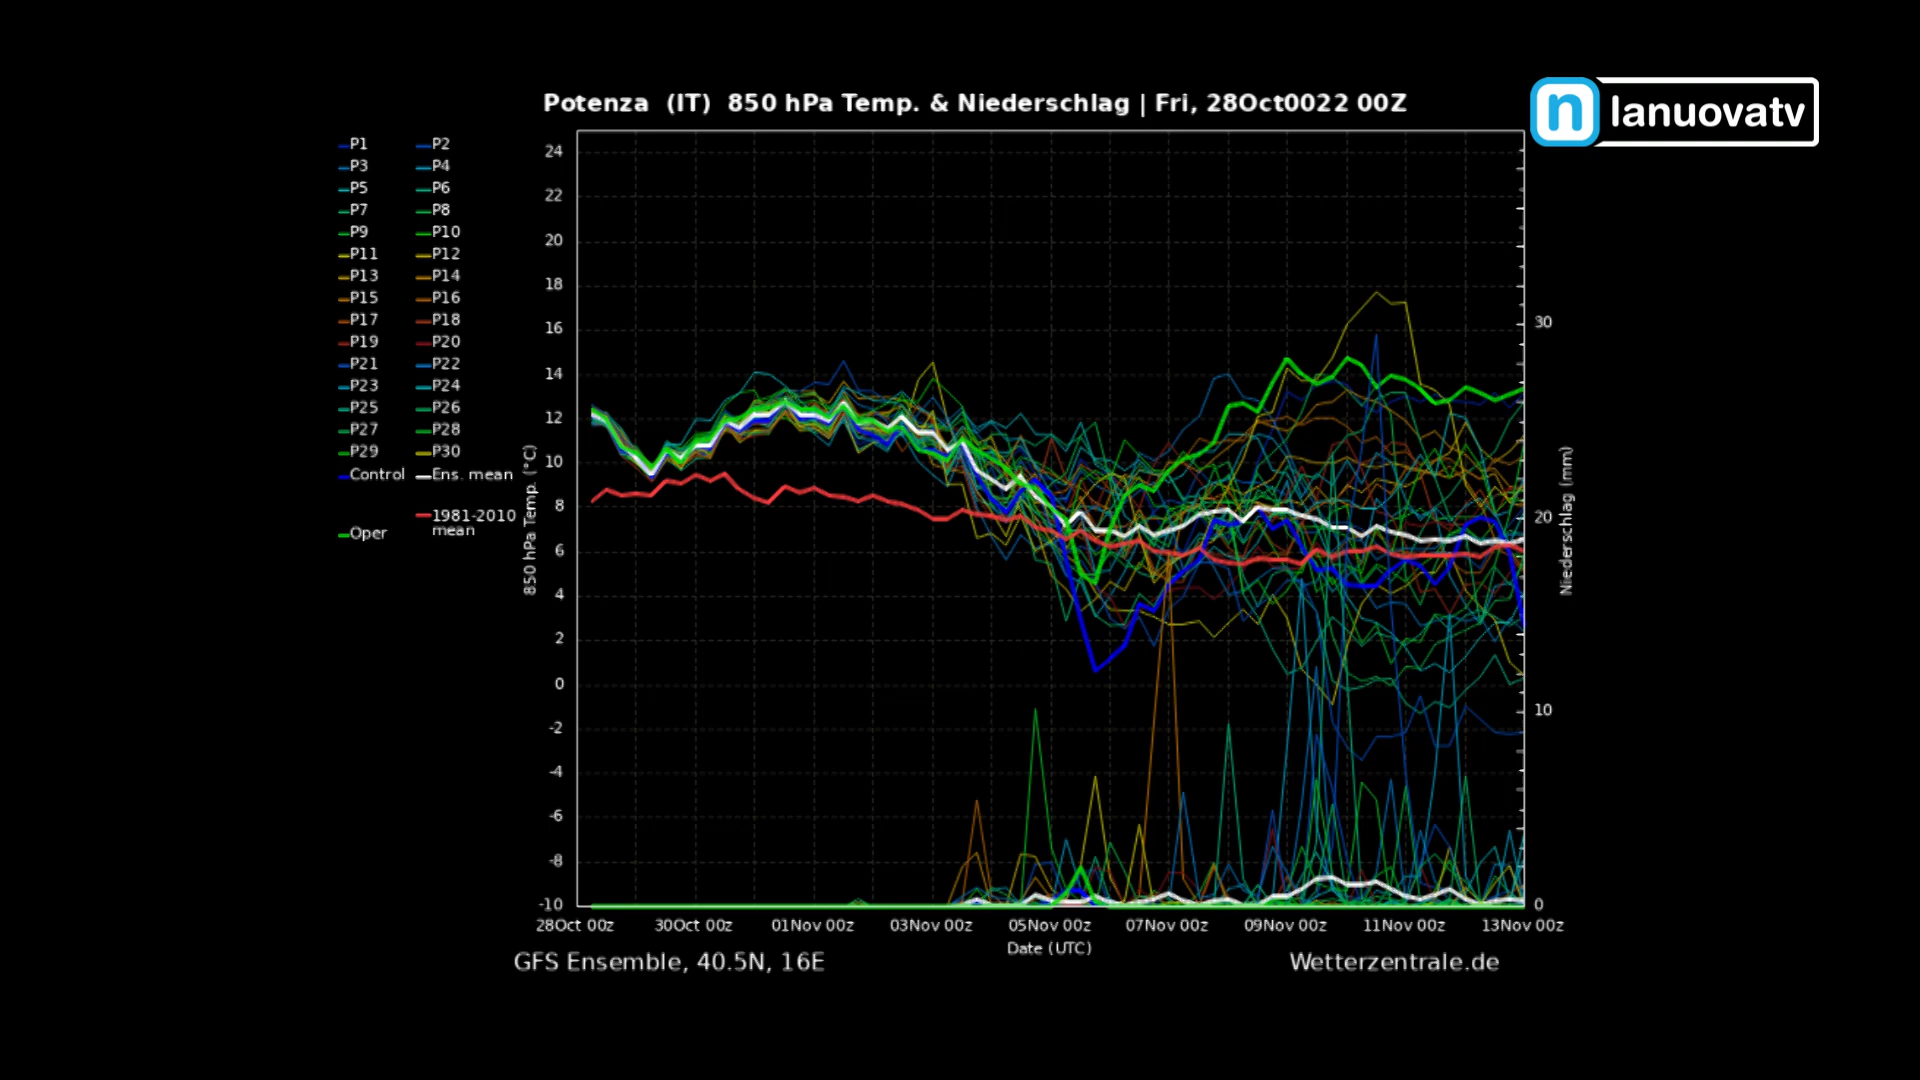 Potenza (IT) 850 hPa Temp. & Niederschlag | Fri, 28Oct0022 00Z
n lanuovatv
P1 P2
P3 P4
P5 P6
P7 P8
P9 P10
P11 P12
P13 P14
P15 P16
P17 P18
P19 P20
P21 P22
P23 P24
P25 P26
P27 P28
P29 P30
Control Ens. mean
1981-2010
mean
Oper
850 hPa Temp. (°C)
24
22
20
18
16
14
12
10
8
6
4
2
0
-2
-4
-6
-8
-10
30
20
10
0
Niederschlag (mm)
28Oct 00z 30Oct 00z 01Nov 00z 03Nov 00z 05Nov 00z 07Nov 00z 09Nov 00z 11Nov 00z 13Nov 00z
Date (UTC)
GFS Ensemble, 40.5N, 16E
Wetterzentrale.de